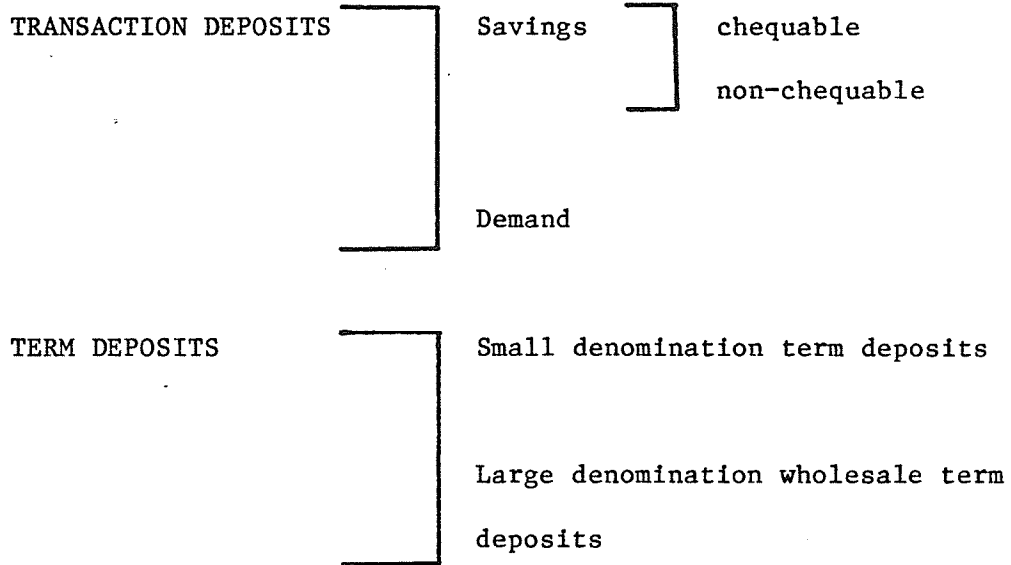 TRANSACTION DEPOSITS Savings chequable
non-chequable
Demand
TERM DEPOSITS Small denomination term deposits
Large denomination wholesale term
deposits